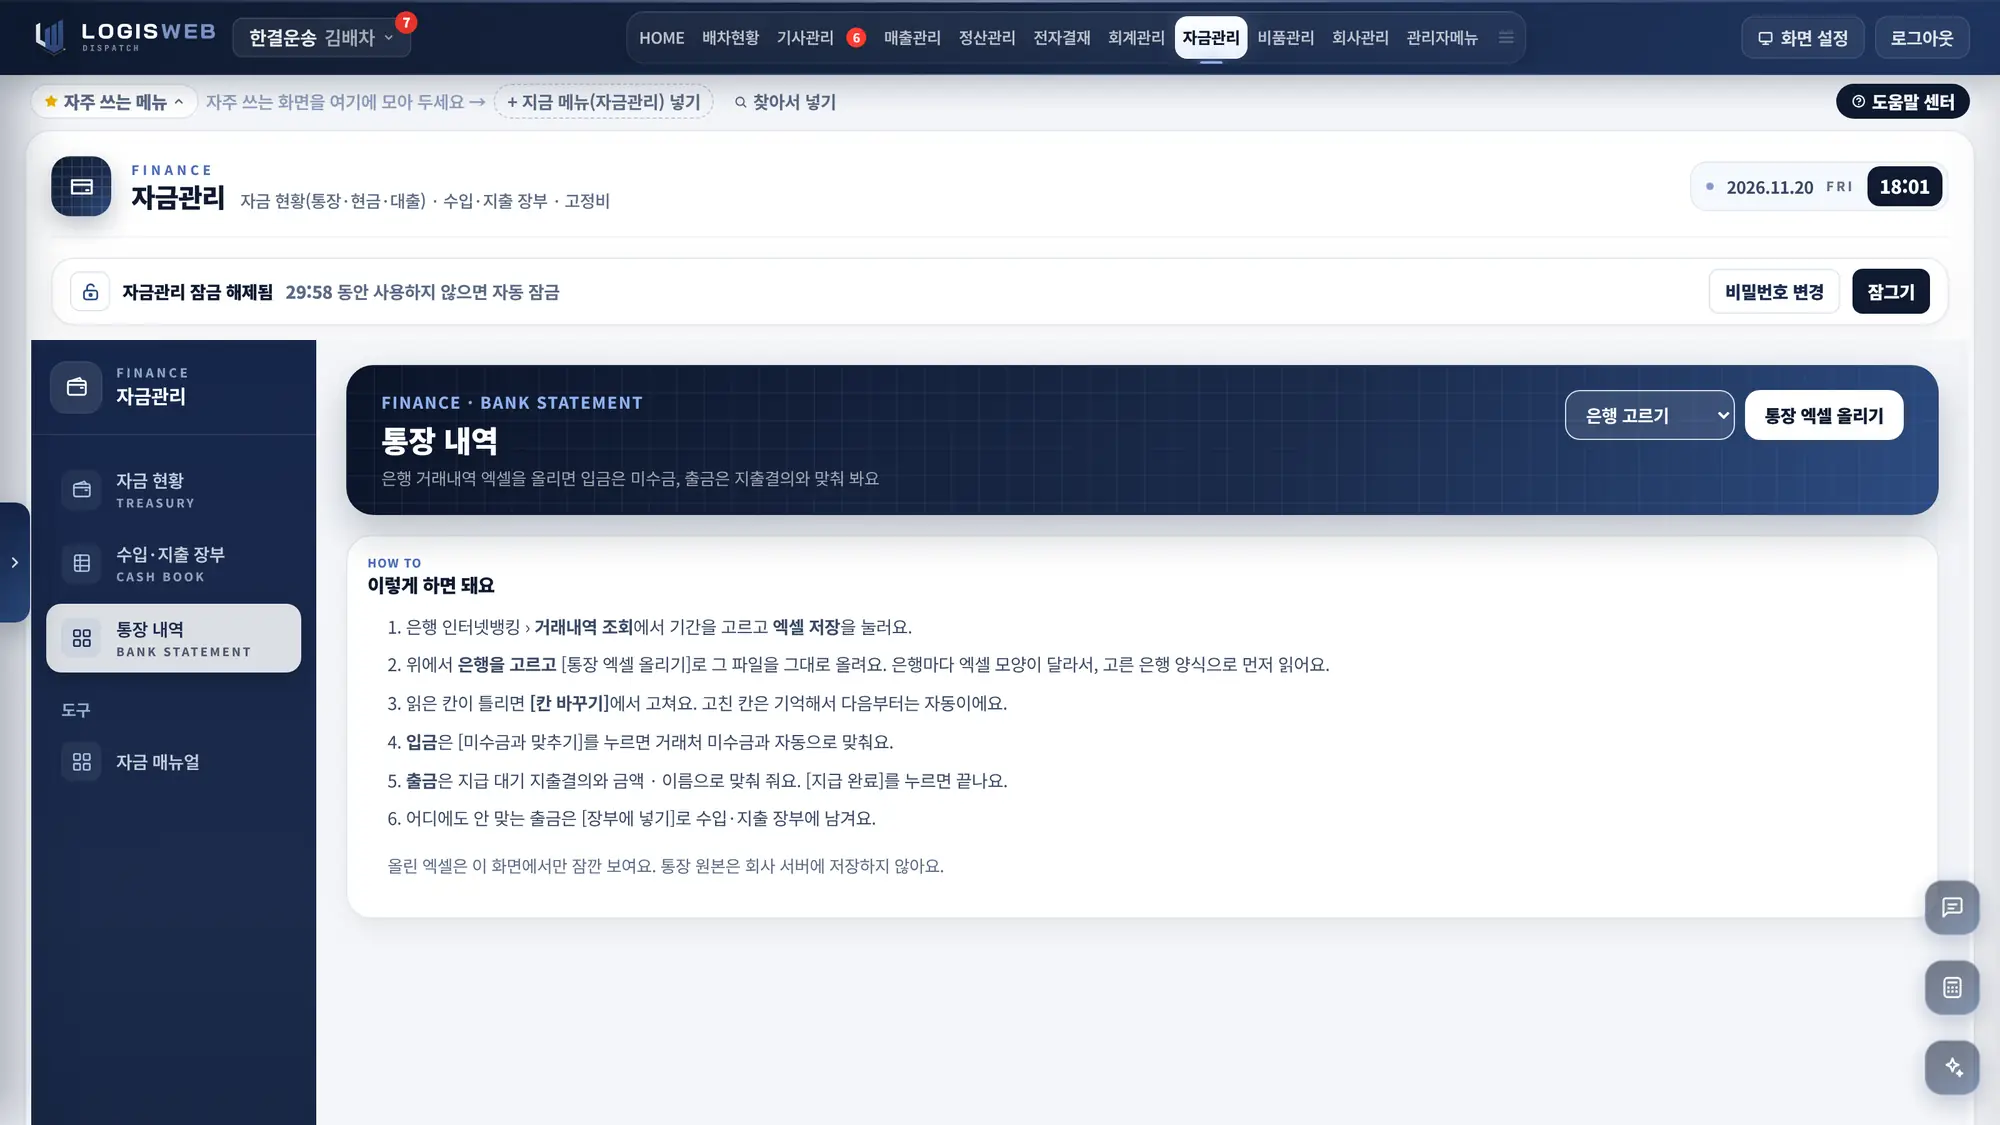 LOGISWEB
DISPATCH
한결운송 김배차
7
HOME 배차현황 기사관리 6 매출관리 정산관리 전자결재 회계관리 자금관리 비품관리 회사관리 관리자메뉴
화면 설정
로그아웃
자주 쓰는 메뉴
자주 쓰는 화면을 여기에 모아 두세요 →
+ 지금 메뉴(자금관리) 넣기
찾아서 넣기
도움말 센터
FINANCE
자금관리 자금 현황(통장·현금·대출) · 수입·지출 장부 · 고정비
2026.11.20 FRI 18:01
자금관리 잠금 해제됨 29:58 동안 사용하지 않으면 자동 잠금
비밀번호 변경
잠그기
FINANCE
자금관리
자금 현황
TREASURY
수입·지출 장부
CASH BOOK
통장 내역
BANK STATEMENT
도구
자금 매뉴얼
FINANCE · BANK STATEMENT
통장 내역
은행 거래내역 엑셀을 올리면 입금은 미수금, 출금은 지출결의와 맞춰 봐요
은행 고르기
통장 엑셀 올리기
HOW TO
이렇게 하면 돼요
1. 은행 인터넷뱅킹 › 거래내역 조회에서 기간을 고르고 엑셀 저장을 눌러요.
2. 위에서 은행을 고르고 [통장 엑셀 올리기]로 그 파일을 그대로 올려요. 은행마다 엑셀 모양이 달라서, 고른 은행 양식으로 먼저 읽어요.
3. 읽은 칸이 틀리면 [칸 바꾸기]에서 고쳐요. 고친 칸은 기억해서 다음부터는 자동이에요.
4. 입금은 [미수금과 맞추기]를 누르면 거래처 미수금과 자동으로 맞춰요.
5. 출금은 지급 대기 지출결의와 금액 · 이름으로 맞춰 줘요. [지급 완료]를 누르면 끝나요.
6. 어디에도 안 맞는 출금은 [장부에 넣기]로 수입·지출 장부에 남겨요.
올린 엑셀은 이 화면에서만 잠깐 보여요. 통장 원본은 회사 서버에 저장하지 않아요.